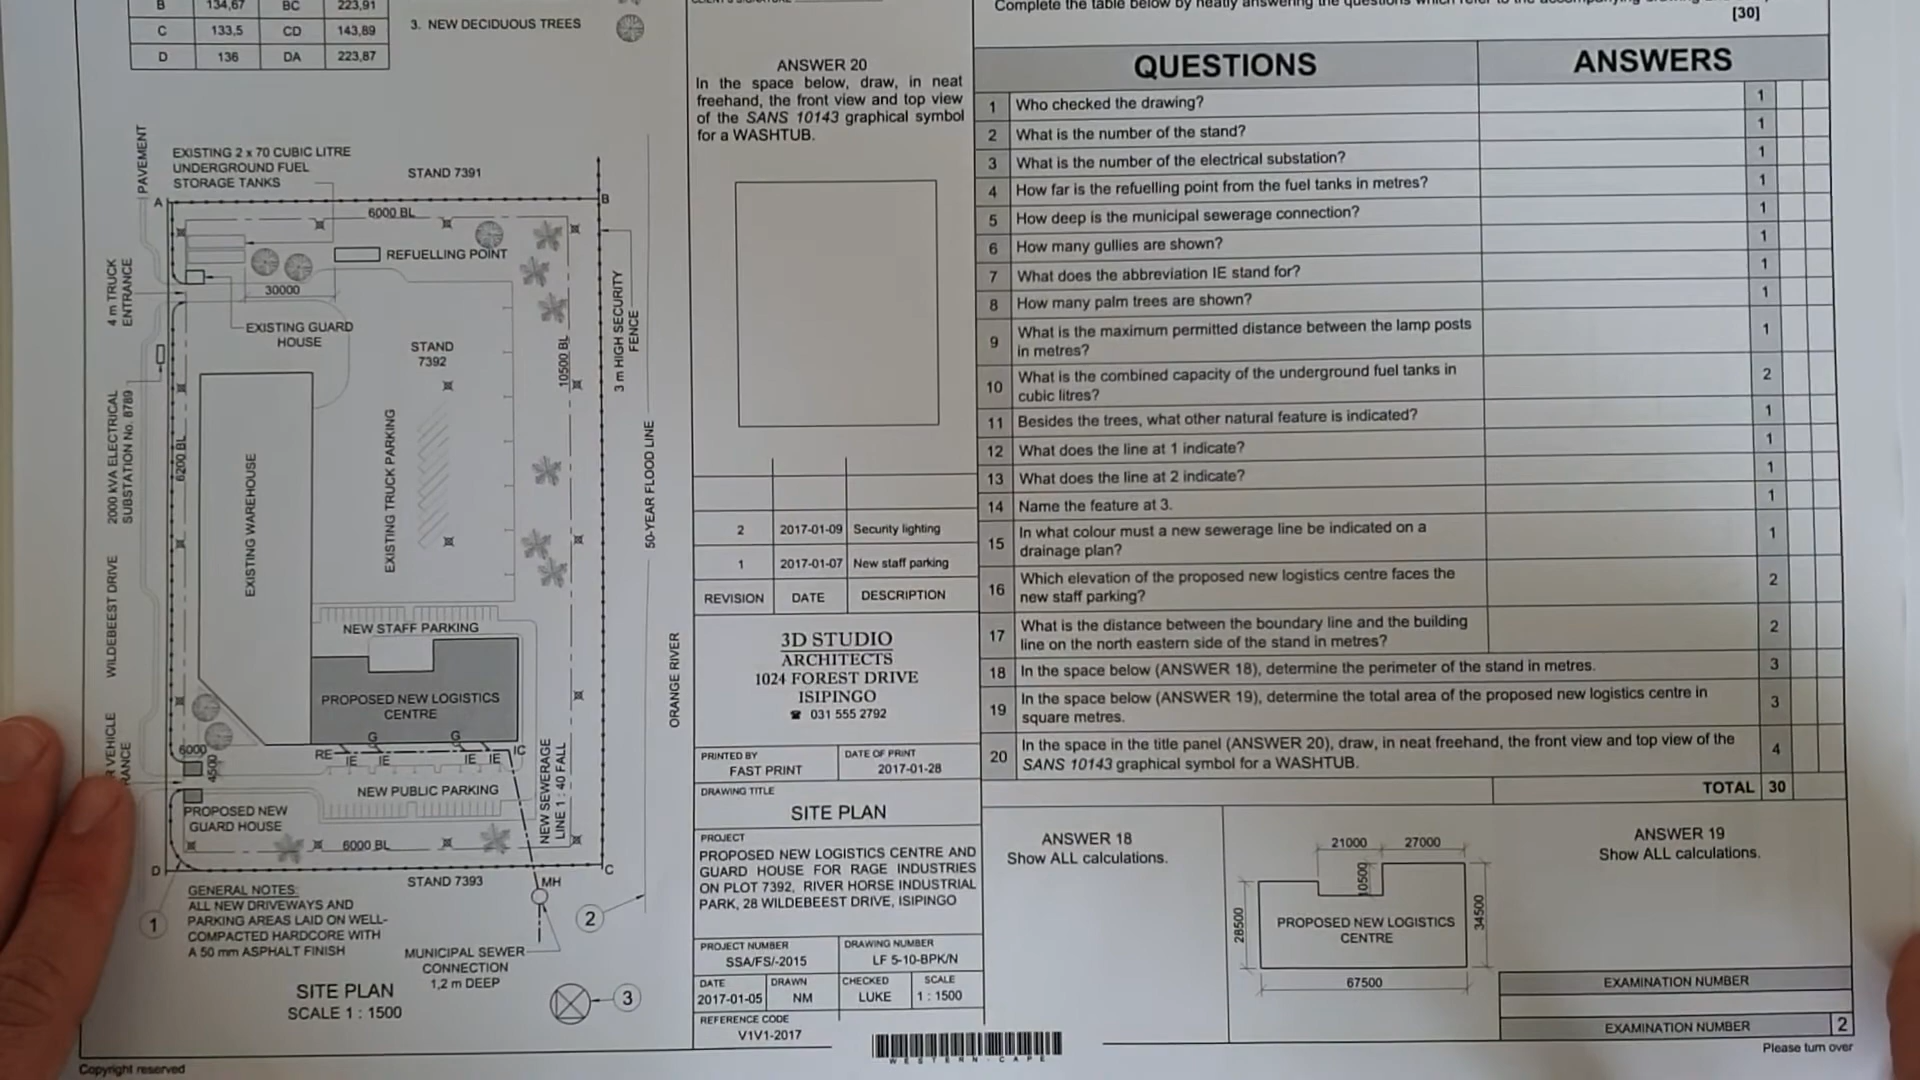 B 134,67 BC 223,91
C 133,5 CD 143,89
D 136 DA 223,87
3. NEW DECIDUOUS TREES
PAVEMENT
EXISTING 2 x 70 CUBIC LITRE
UNDERGROUND FUEL
STORAGE TANKS
STAND 7391
A
B
6000 BL
REFUELLING POINT
4 m TRUCK
ENTRANCE
30000
EXISTING GUARD
HOUSE
STAND
7392
10500 BL
3 m HIGH SECURITY
FENCE
2000 KVA ELECTRICAL
SUBSTATION No. 8789
6200 BL
EXISTING WAREHOUSE
EXISTING TRUCK PARKING
50-YEAR FLOOD LINE
WILDEBEEST DRIVE
NEW STAFF PARKING
ORANGE RIVER
PROPOSED NEW LOGISTICS
CENTRE
VEHICLE
6000
4500
RE
G
G
IC
IE
IE
IE
IE
NEW SEWERAGE
LINE 1 : 40 FALL
NEW PUBLIC PARKING
PROPOSED NEW
GUARD HOUSE
6000 BL
D
C
STAND 7393
MH
GENERAL NOTES:
ALL NEW DRIVEWAYS AND
PARKING AREAS LAID ON WELL-
COMPACTED HARDCORE WITH
A 50 mm ASPHALT FINISH
1
2
MUNICIPAL SEWER
CONNECTION
1,2 m DEEP
SITE PLAN
SCALE 1 : 1500
3
Copyright reserved
ANSWER 20
In the space below, draw, in neat
freehand, the front view and top view
of the SANS 10143 graphical symbol
for a WASHTUB.
2 2017-01-09 Security lighting
1 2017-01-07 New staff parking
REVISION DATE DESCRIPTION
3D STUDIO
ARCHITECTS
1024 FOREST DRIVE
ISIPINGO
☎ 031 555 2792
PRINTED BY
FAST PRINT
DATE OF PRINT
2017-01-28
DRAWING TITLE
SITE PLAN
PROJECT
PROPOSED NEW LOGISTICS CENTRE AND
GUARD HOUSE FOR RAGE INDUSTRIES
ON PLOT 7392, RIVER HORSE INDUSTRIAL
PARK, 28 WILDEBEEST DRIVE, ISIPINGO
PROJECT NUMBER
SSA/FS/-2015
DRAWING NUMBER
LF 5-10-BPK/N
DATE
2017-01-05
DRAWN
NM
CHECKED
LUKE
SCALE
1 : 1500
REFERENCE CODE
V1V1-2017
WESTERN-CAPE
Complete the table below by neatly answering the questions which refer to the
[30]
QUESTIONS ANSWERS
1 Who checked the drawing? 1
2 What is the number of the stand? 1
3 What is the number of the electrical substation? 1
4 How far is the refuelling point from the fuel tanks in metres? 1
5 How deep is the municipal sewerage connection? 1
6 How many gullies are shown? 1
7 What does the abbreviation IE stand for? 1
8 How many palm trees are shown? 1
9 What is the maximum permitted distance between the lamp posts
in metres? 1
10 What is the combined capacity of the underground fuel tanks in
cubic litres? 2
11 Besides the trees, what other natural feature is indicated? 1
12 What does the line at 1 indicate? 1
13 What does the line at 2 indicate? 1
14 Name the feature at 3. 1
15 In what colour must a new sewerage line be indicated on a
drainage plan? 1
16 Which elevation of the proposed new logistics centre faces the
new staff parking? 2
17 What is the distance between the boundary line and the building
line on the north eastern side of the stand in metres? 2
18 In the space below (ANSWER 18), determine the perimeter of the stand in metres. 3
19 In the space below (ANSWER 19), determine the total area of the proposed new logistics centre in
square metres. 3
20 In the space in the title panel (ANSWER 20), draw, in neat freehand, the front view and top view of the
SANS 10143 graphical symbol for a WASHTUB. 4
TOTAL 30
ANSWER 18
Show ALL calculations.
21000
27000
10500
28500
34500
PROPOSED NEW LOGISTICS
CENTRE
67500
ANSWER 19
Show ALL calculations.
EXAMINATION NUMBER
EXAMINATION NUMBER 2
Please turn over